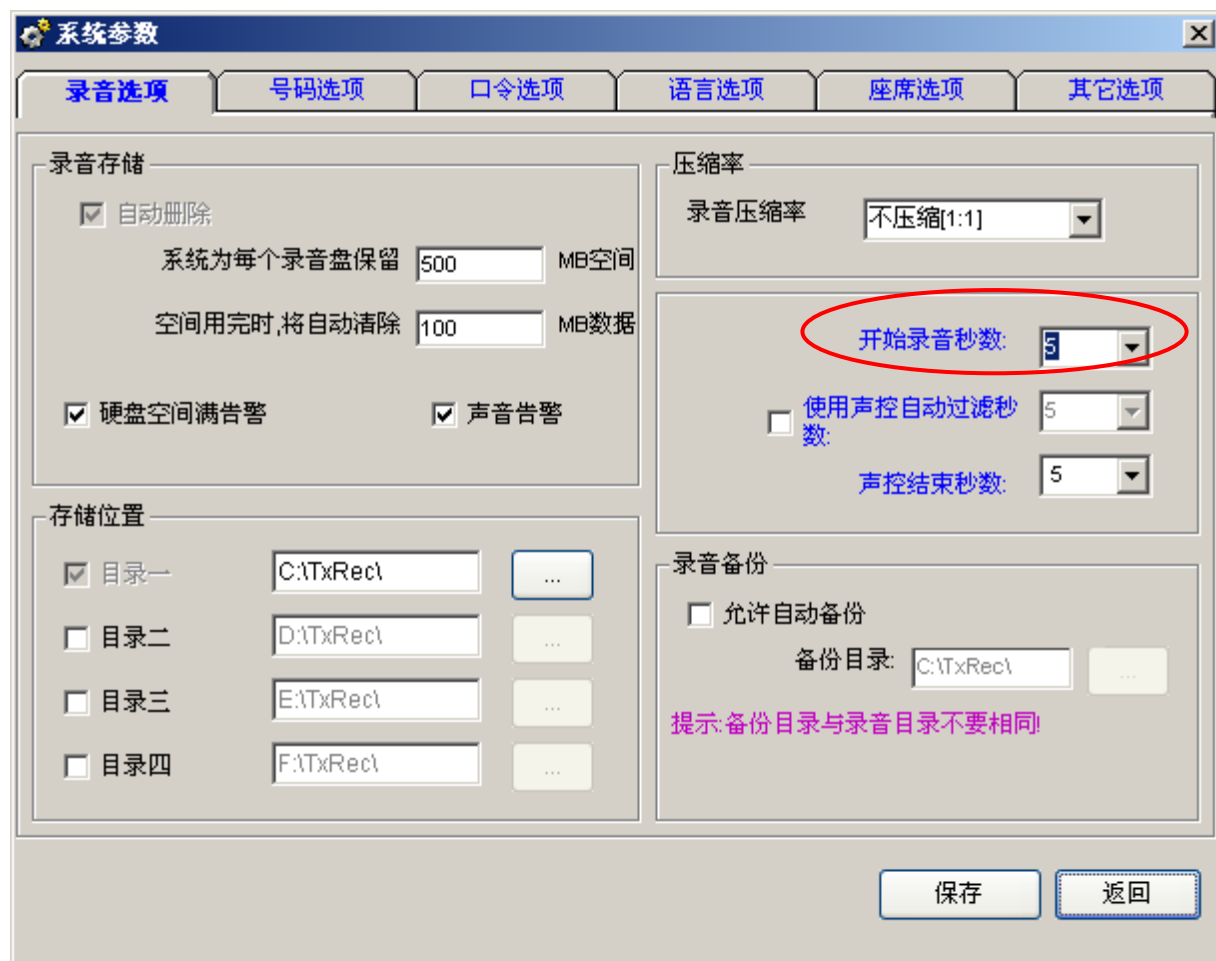 系统参数
录音选项 号码选项 口令选项 语言选项 座席选项 其它选项
录音存储
自动删除
系统为每个录音盘保留 500 MB空间
空间用完时,将自动清除 100 MB数据
硬盘空间满告警 声音告警
存储位置
目录一 C:\TxRec\ ...
目录二 D:\TxRec\ ...
目录三 E:\TxRec\ ...
目录四 F:\TxRec\ ...
压缩率
录音压缩率 不压缩[1:1]
开始录音秒数: 5
使用声控自动过滤秒 5
数:
声控结束秒数: 5
录音备份
允许自动备份
备份目录: C:\TxRec\ ...
提示:备份目录与录音目录不要相同!
保存 返回